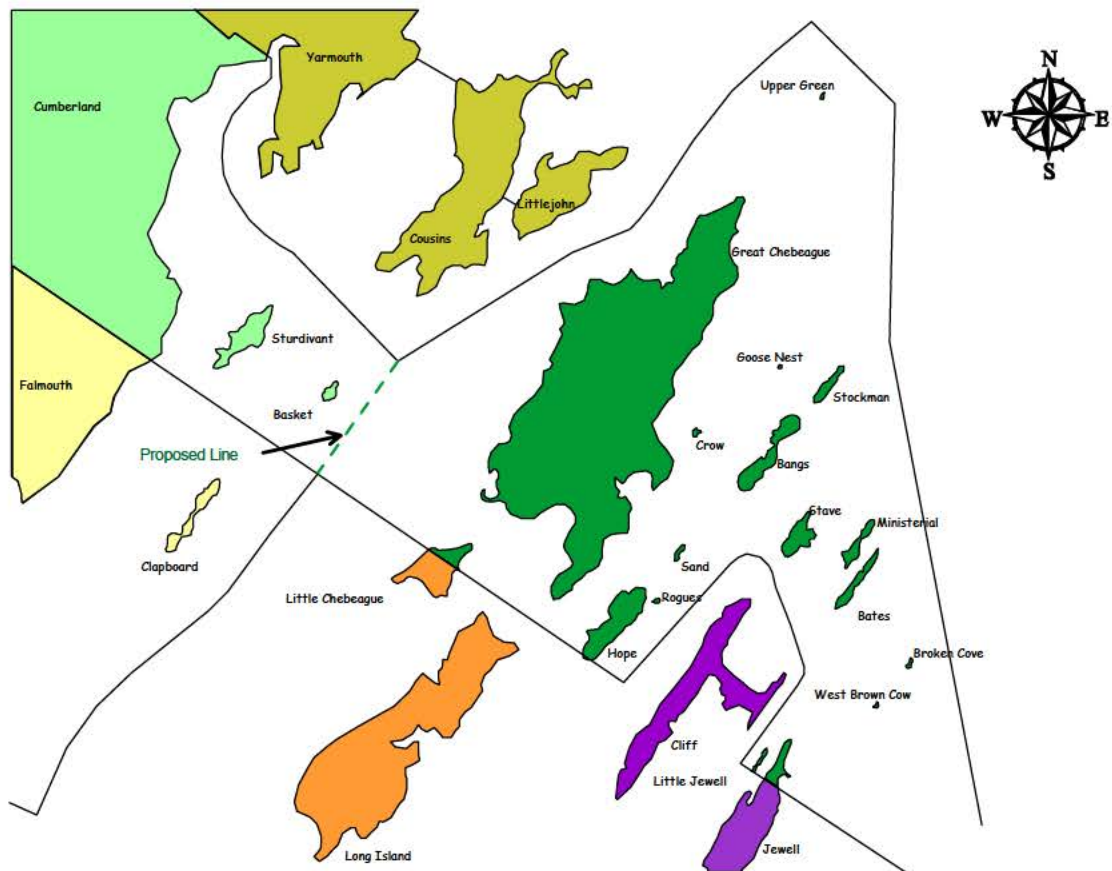 Yarmouth
N
Upper Green
Cumberland
W
E
S
Littlejohn
Cousins
Great Chebeague
Sturdivant
Goose Nest
Falmouth
Stockman
Basket
Crow
Proposed Line
Bangs
Stave
Ministerial
Clapboard
Sand
Little Chebeague
Rogues
Bates
Hope
Broken Cove
West Brown Cow
Cliff
Little Jewell
Long Island
Jewell